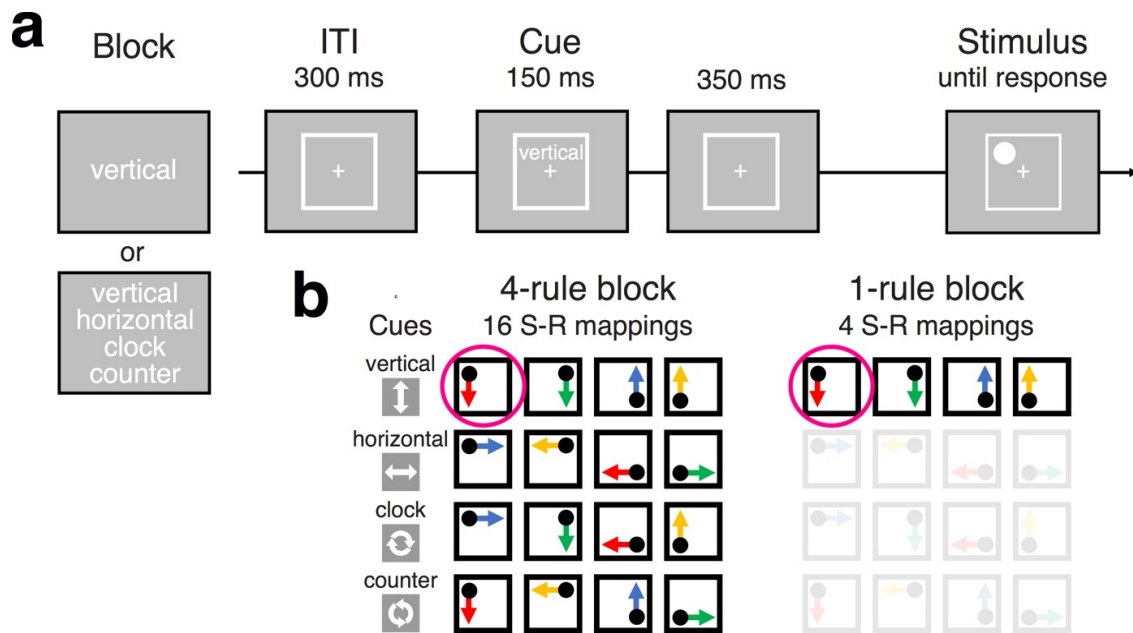 a
Block
ITI
300 ms
Cue
150 ms
350 ms
Stimulus
until response
vertical
vertical
or
vertical
horizontal
clock
counter
b
4-rule block
16 S-R mappings
1-rule block
4 S-R mappings
Cues
vertical
horizontal
clock
counter